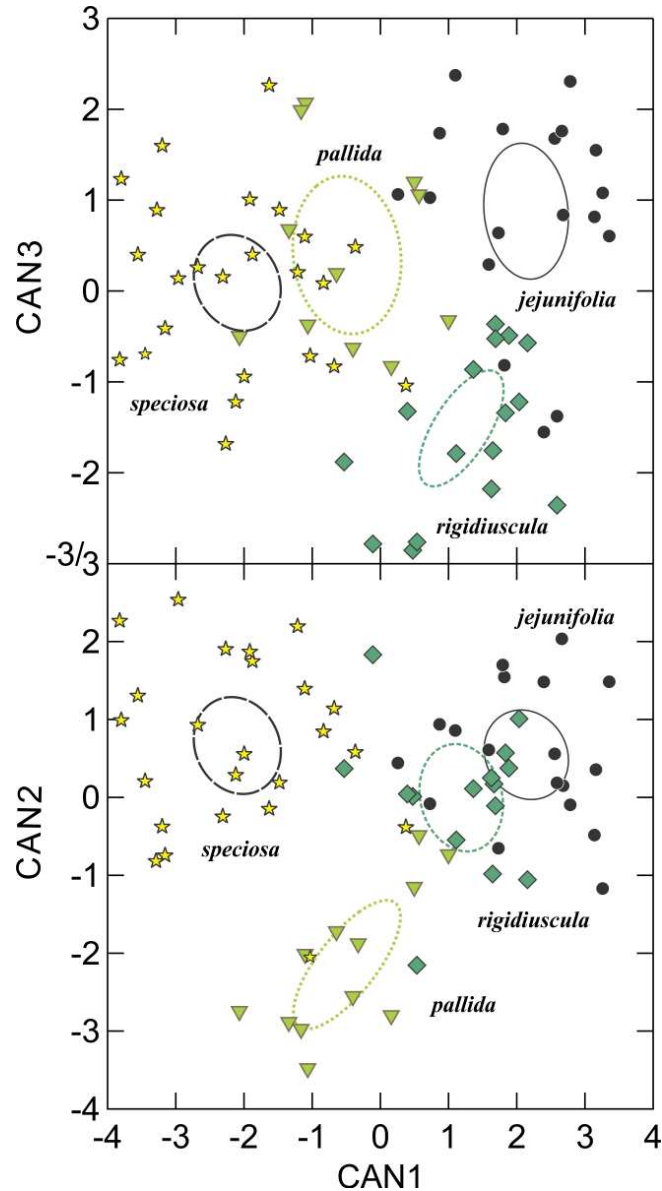 3
2
1
0
-1
-2
-3/3
CAN3
pallida
jejunifolia
speciosa
rigidiuscula
2
1
0
-1
-2
-3
-4
CAN2
jejunifolia
speciosa
rigidiuscula
pallida
-4 -3 -2 -1 0 1 2 3 4
CAN1